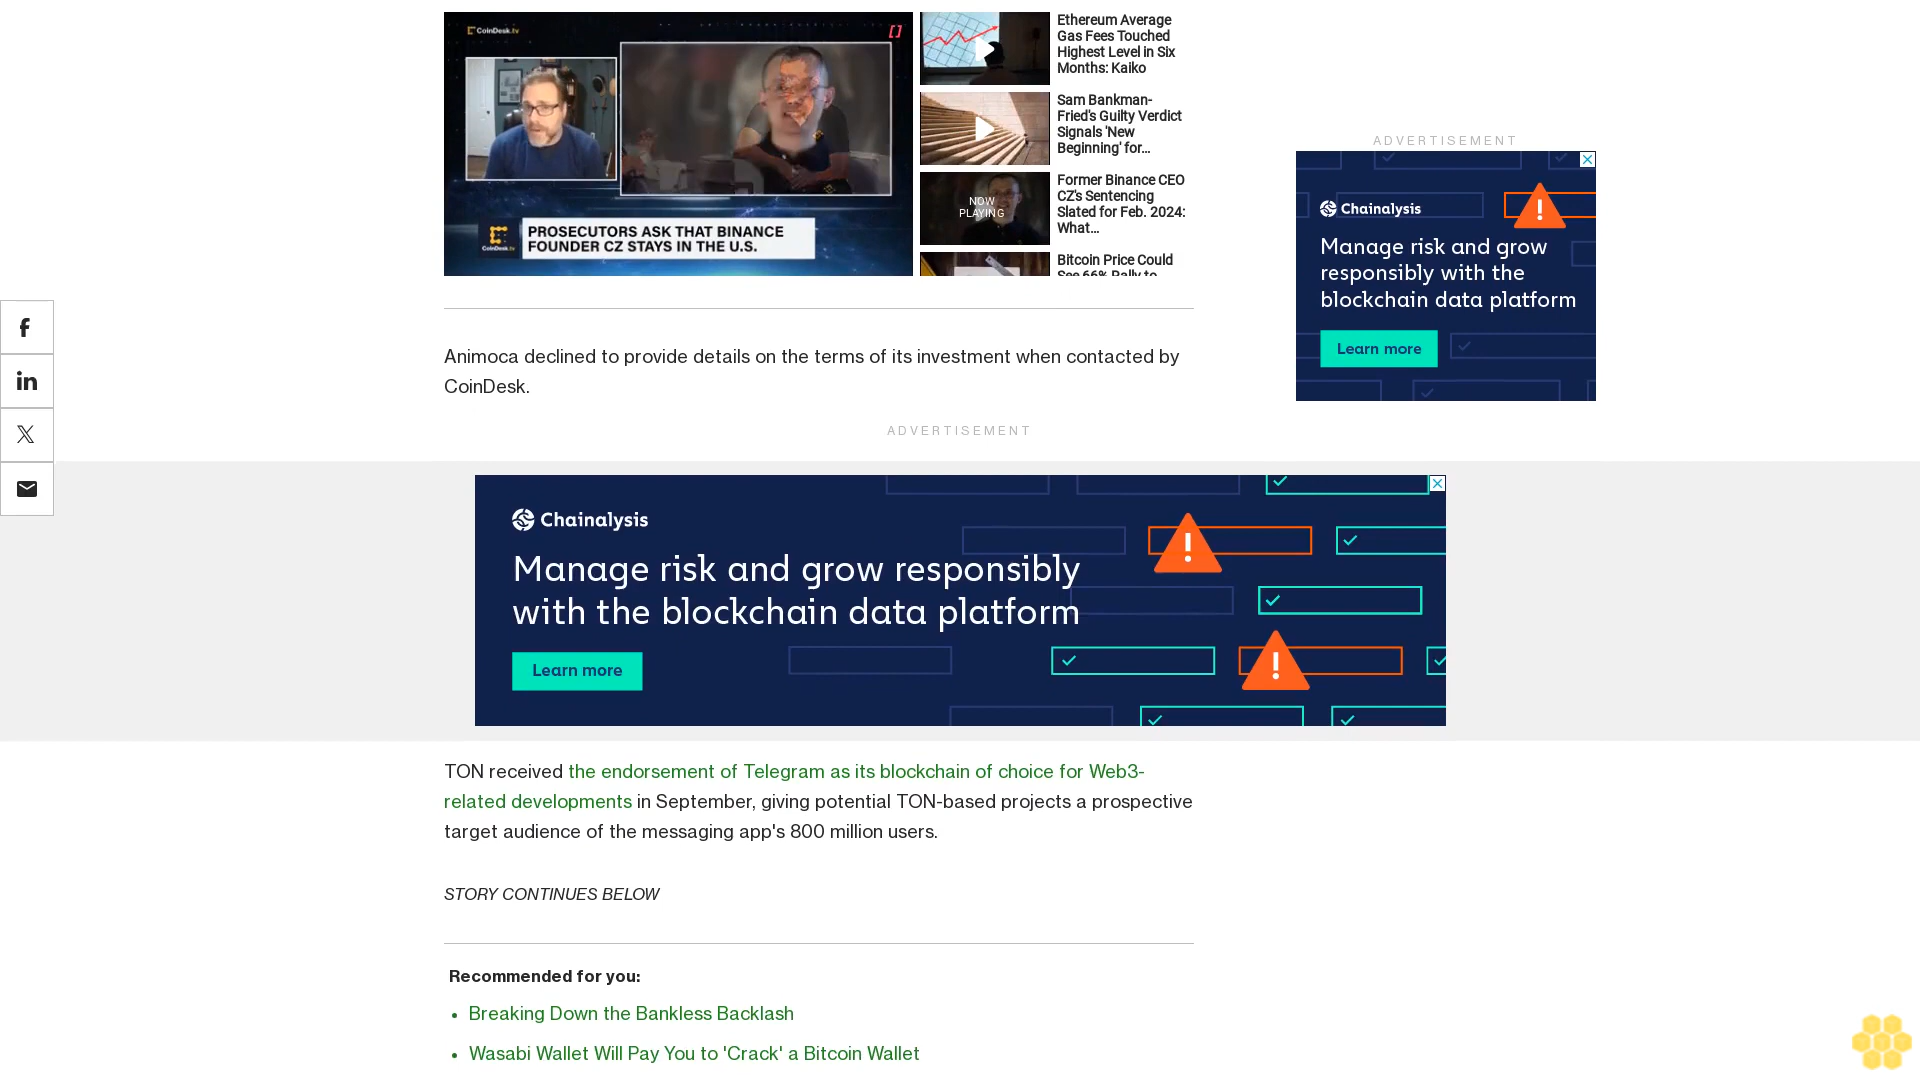 CoinDesk.tv
PROSECUTORS ASK THAT BINANCE
FOUNDER CZ STAYS IN THE U.S.
CoinDesk.tv
Ethereum Average
Gas Fees Touched
Highest Level in Six
Months: Kaiko
Sam Bankman-
Fried's Guilty Verdict
Signals 'New
Beginning' for...
NOW
PLAYING
Former Binance CEO
CZ's Sentencing
Slated for Feb. 2024:
What...
Bitcoin Price Could
See 66% Rally to
ADVERTISEMENT
Chainalysis
Manage risk and grow
responsibly with the
blockchain data platform
Learn more
Animoca declined to provide details on the terms of its investment when contacted by
CoinDesk.
ADVERTISEMENT
Chainalysis
Manage risk and grow responsibly
with the blockchain data platform
Learn more
TON received the endorsement of Telegram as its blockchain of choice for Web3-
related developments in September, giving potential TON-based projects a prospective
target audience of the messaging app's 800 million users.
STORY CONTINUES BELOW
Recommended for you:
Breaking Down the Bankless Backlash
Wasabi Wallet Will Pay You to 'Crack' a Bitcoin Wallet